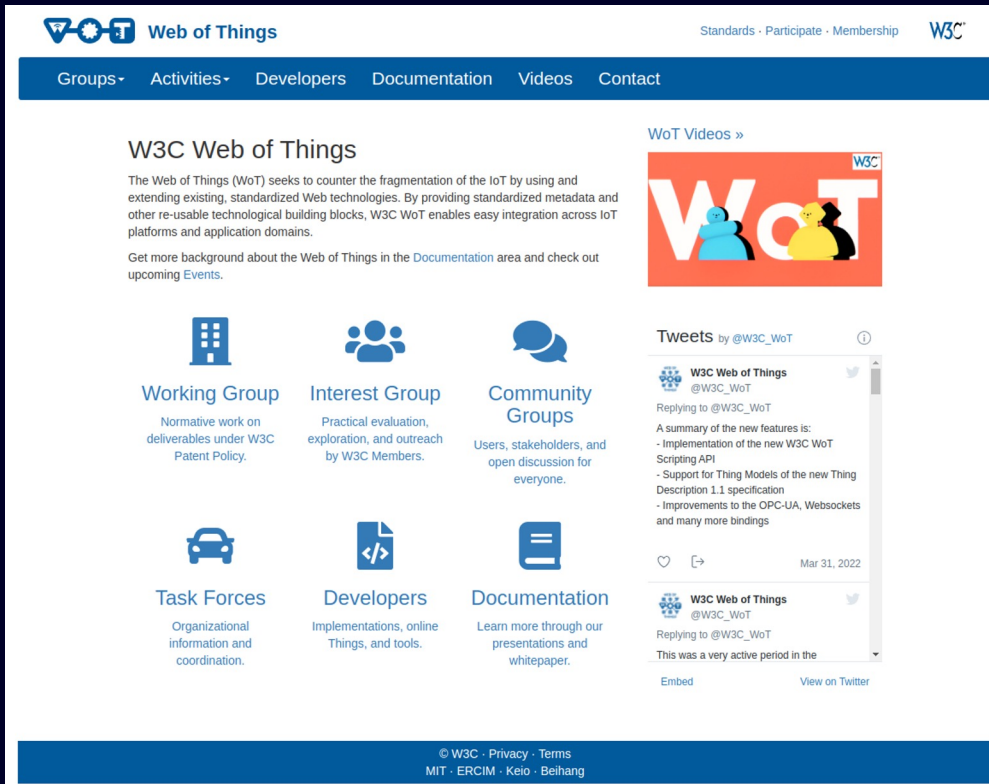 WOT Web of Things
Standards · Participate · Membership
W3C
Groups Activities Developers Documentation Videos Contact
W3C Web of Things
The Web of Things (WoT) seeks to counter the fragmentation of the IoT by using and
extending existing, standardized Web technologies. By providing standardized metadata and
other re-usable technological building blocks, W3C WoT enables easy integration across IoT
platforms and application domains.
Get more background about the Web of Things in the Documentation area and check out
upcoming Events.
Working Group
Normative work on
deliverables under W3C
Patent Policy.
Interest Group
Practical evaluation,
exploration, and outreach
by W3C Members.
Community
Groups
Users, stakeholders, and
open discussion for
everyone.
Task Forces
Organizational
information and
coordination.
</>
Developers
Implementations, online
Things, and tools.
Documentation
Learn more through our
presentations and
whitepaper.
WoT Videos »
W3C
WoT
Tweets by @W3C_WoT
W3C Web of Things
@W3C_WoT
Replying to @W3C_WoT
A summary of the new features is:
- Implementation of the new W3C WoT
Scripting API
- Support for Thing Models of the new Thing
Description 1.1 specification
- Improvements to the OPC-UA, Websockets
and many more bindings
Mar 31, 2022
W3C Web of Things
@W3C_WoT
Replying to @W3C_WoT
This was a very active period in the
Embed
View on Twitter
© W3C · Privacy · Terms
MIT · ERCIM · Keio · Beihang